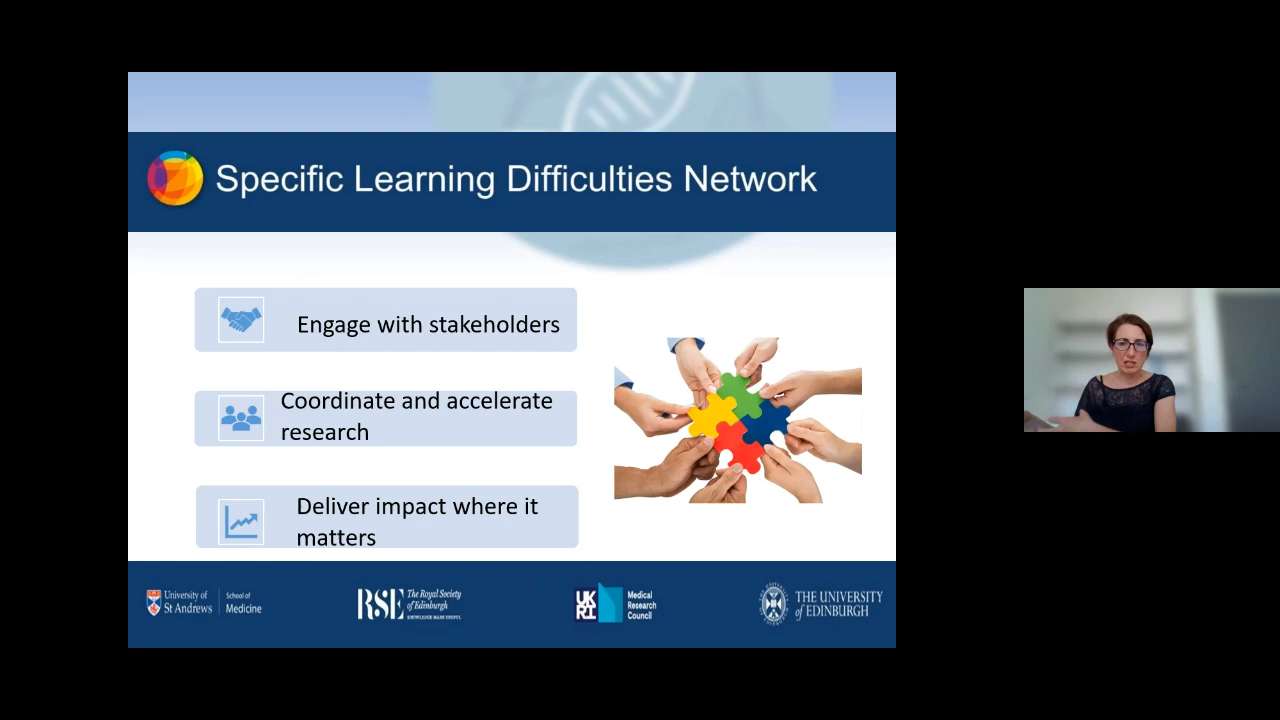 Specific Learning Difficulties Network
Engage with stakeholders
Coordinate and accelerate
research
Deliver impact where it
matters
University of
St Andrews
School of
Medicine
RSE
The Royal Society
of Edinburgh
KNOWLEDGE MADE USEFUL
UK
RI
Medical
Research
Council
THE UNIVERSITY
of EDINBURGH